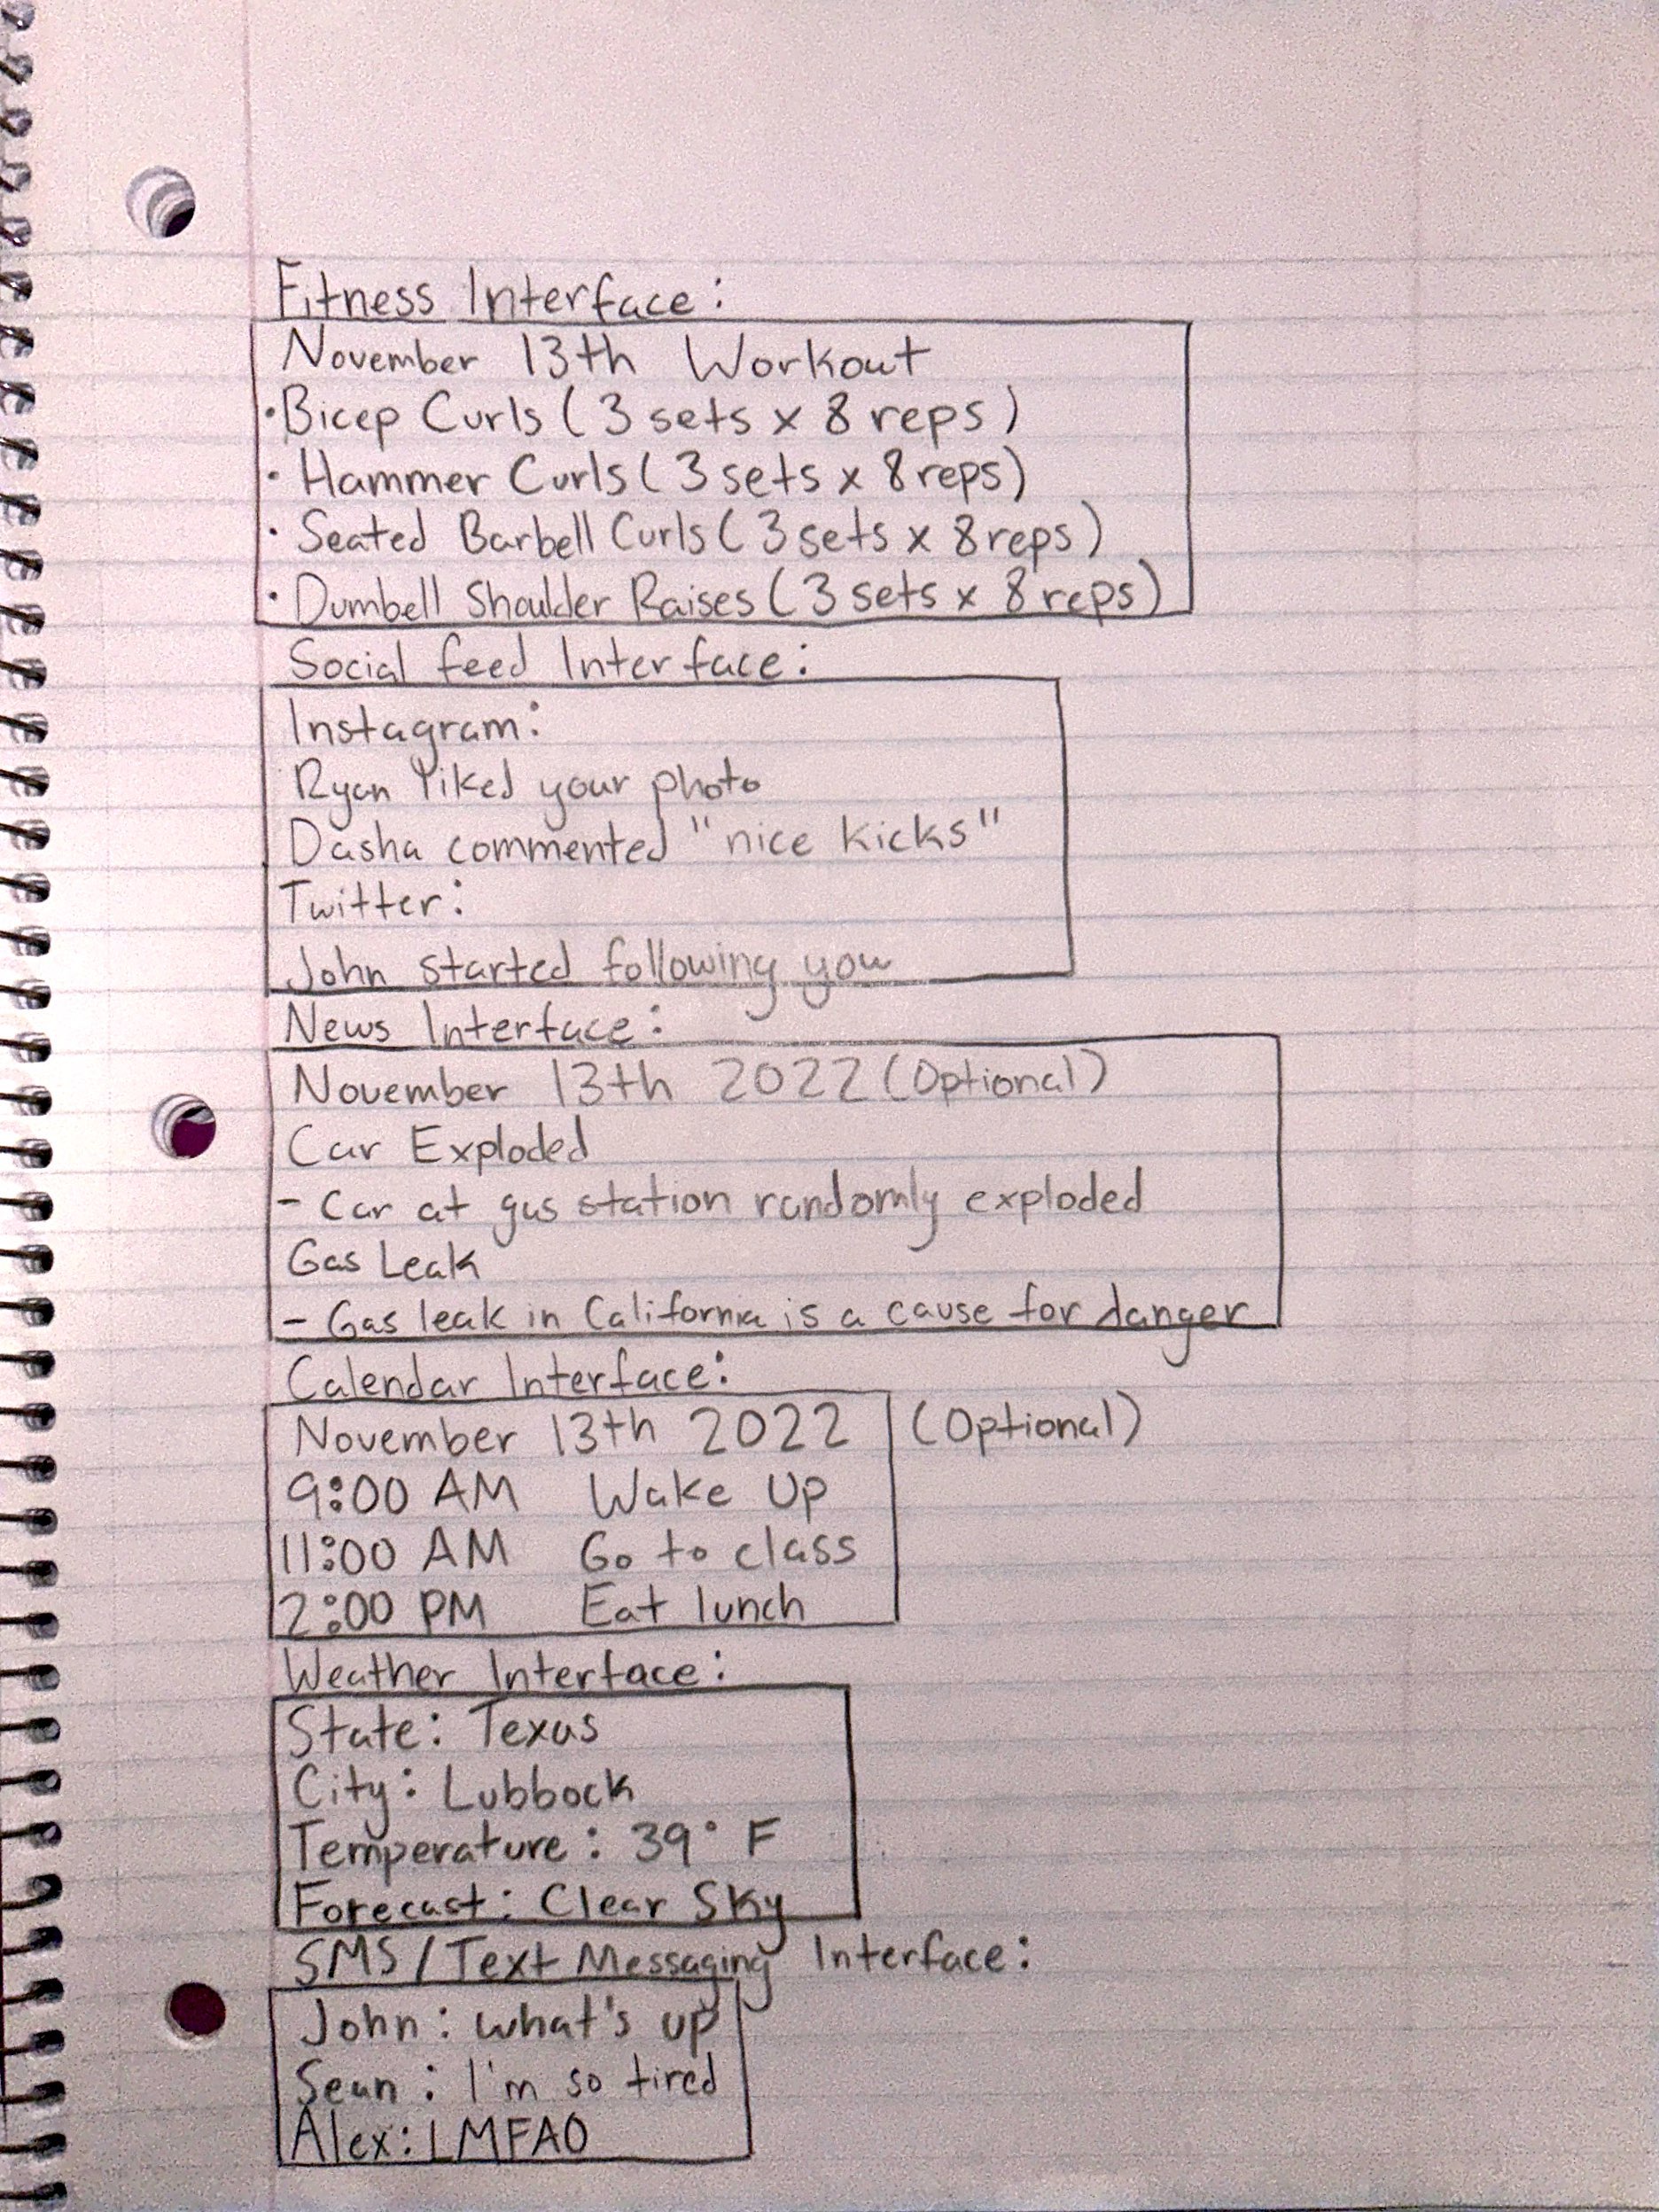 Fitness Interface:
November 13th Workout
•Bicep Curls (3 sets x 8 reps)
• Hammer Curls (3 sets x 8 reps)
• Seated Barbell Curls (3 sets x 8 reps)
• Dumbell Shoulder Raises (3 sets x 8 reps)
Social feed Interface:
Instagram:
Ryan liked your photo
Dasha commented "nice kicks"
Twitter:
John started following you
News Interface:
November 13th 2022 (Optional)
Car Exploded
- Car at gas station randomly exploded
Gas Leak
- Gas leak in California is a cause for danger
Calendar Interface:
November 13th 2022 (Optional)
9:00 AM Wake Up
11:00 AM Go to class
2:00 PM Eat lunch
Weather Interface:
State: Texas
City: Lubbock
Temperature: 39° F
Forecast: Clear Sky
SMS/Text Messaging Interface:
John: what's up
Sean: I'm so tired
Alex: LMFAO